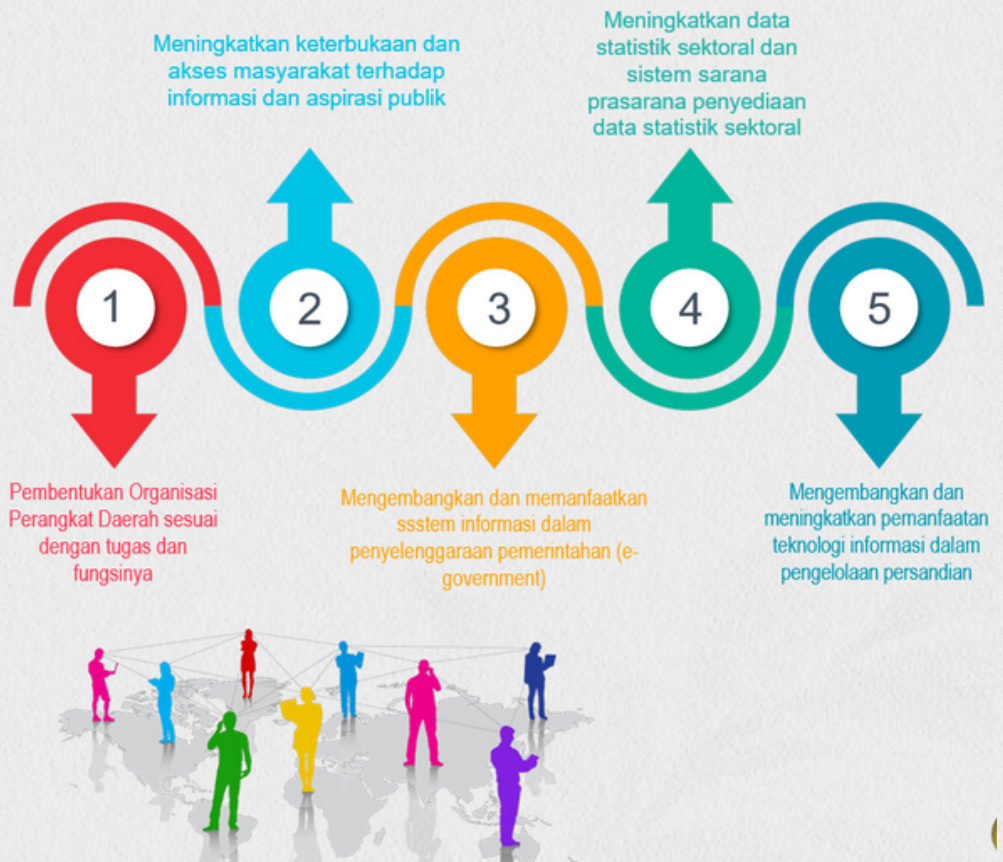 Meningkatkan keterbukaan dan
akses masyarakat terhadap
informasi dan aspirasi publik
Meningkatkan data
statistik sektoral dan
sistem sarana
prasarana penyediaan
data statistik sektoral
1
2
3
4
5
Pembentukan Organisasi
Perangkat Daerah sesuai
dengan tugas dan
fungsinya
Mengembangkan dan memanfaatkan
ssstem informasi dalam
penyelenggaraan pemerintahan (e-
government)
Mengembangkan dan
meningkatkan pemanfaatan
teknologi informasi dalam
pengelolaan persandian